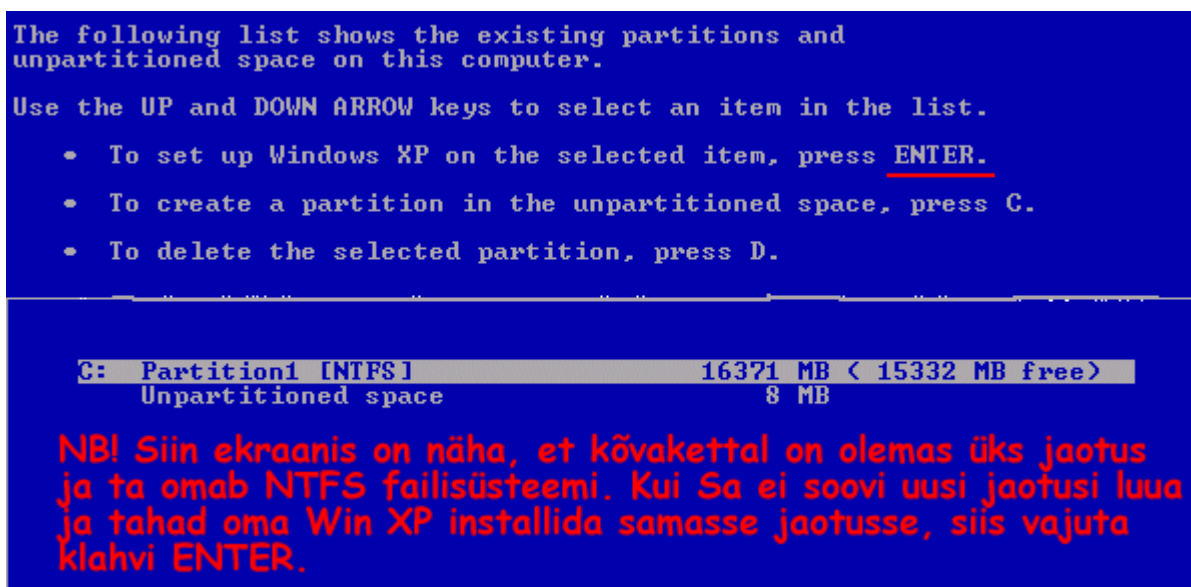 The following list shows the existing partitions and
unpartitioned space on this computer.
Use the UP and DOWN ARROW keys to select an item in the list.
• To set up Windows XP on the selected item, press ENTER.
• To create a partition in the unpartitioned space, press C.
• To delete the selected partition, press D.
C: Partition1 [NTFS] 16371 MB ( 15332 MB free)
Unpartitioned space 8 MB
NB! Siin ekraanis on näha, et kõvakettal on olemas üks jaotus
ja ta omab NTFS failisüsteemi. Kui Sa ei soovi uusi jaotusi luua
ja tahad oma Win XP installida samasse jaotusse, siis vajuta
klahvi ENTER.